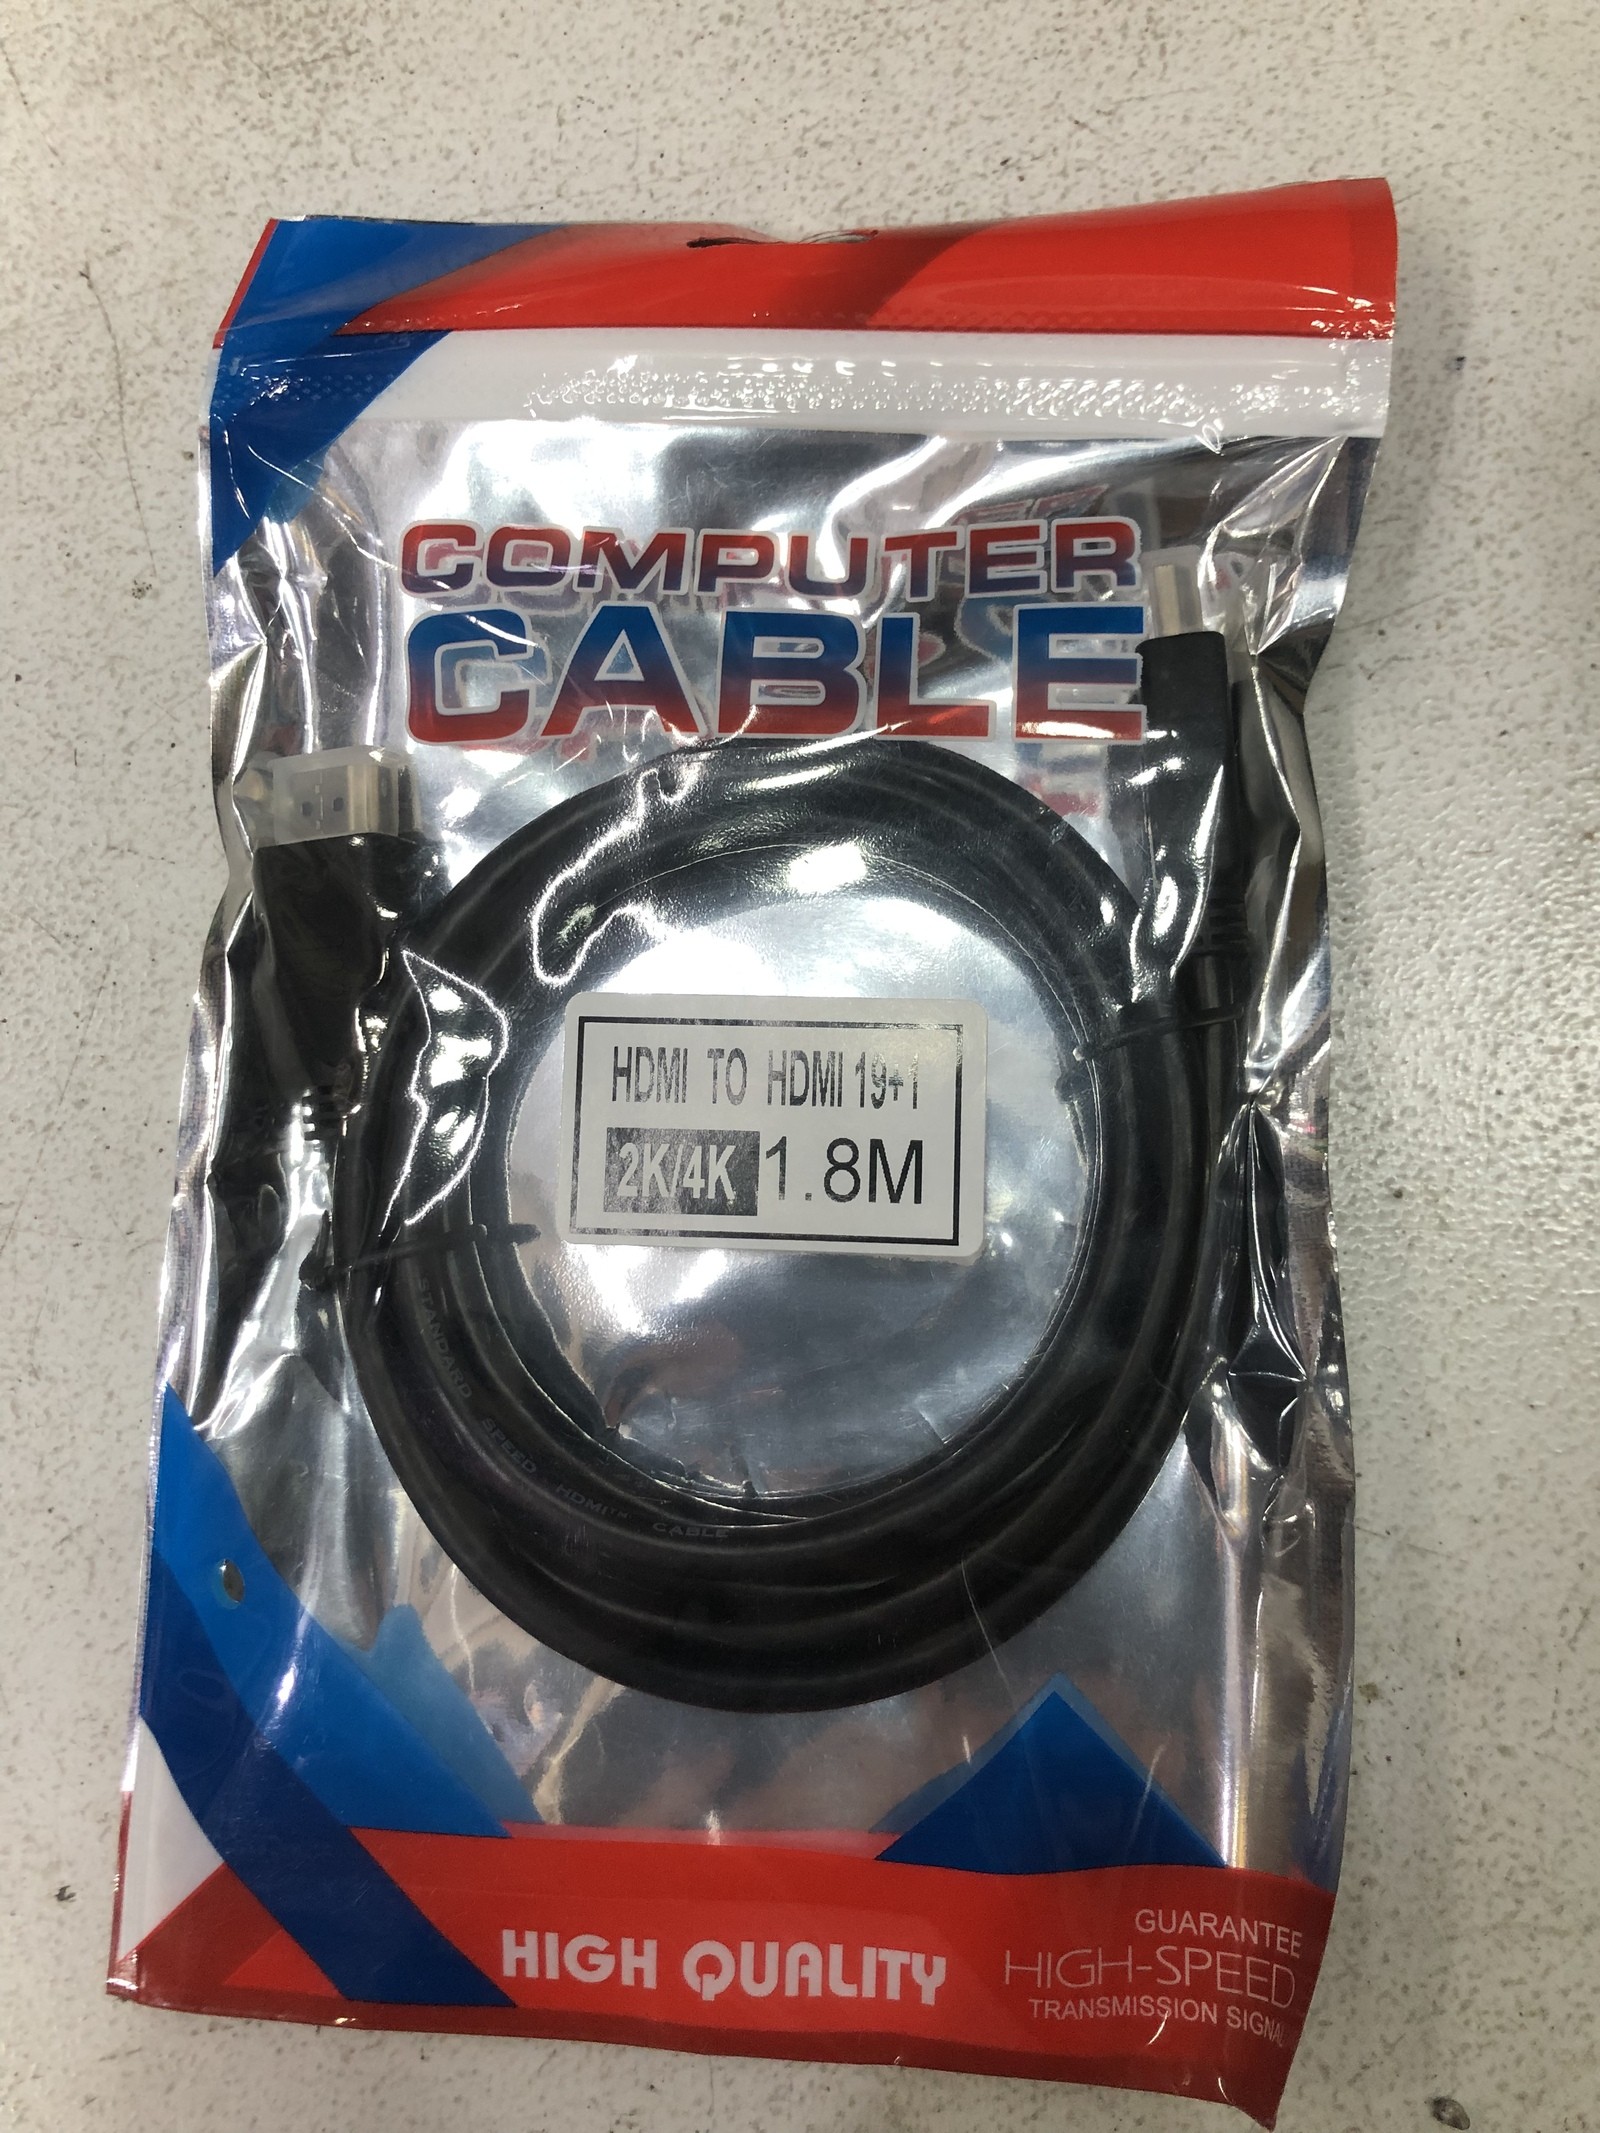 COMPUTER
CABLE
HDMI TO HDMI 19+1
2K/4K 1.8M
STANDARD SPEED HDMI™ CABLE
HIGH QUALITY
GUARANTEE
HIGH-SPEED
TRANSMISSION SIGNAL